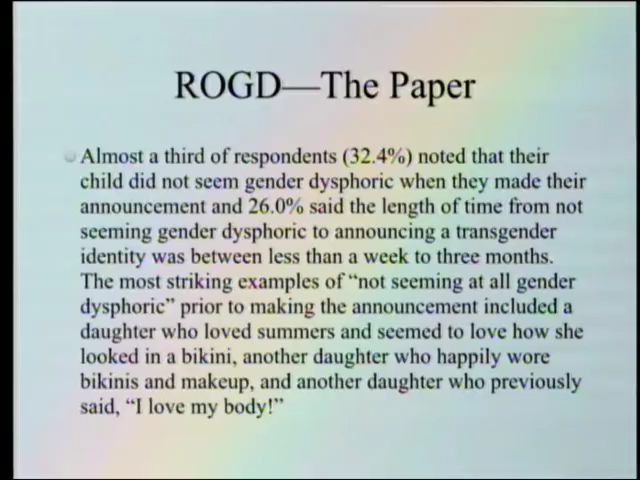 ROGD—The Paper
Almost a third of respondents (32.4%) noted that their
child did not seem gender dysphoric when they made their
announcement and 26.0% said the length of time from not
seeming gender dysphoric to announcing a transgender
identity was between less than a week to three months.
The most striking examples of “not seeming at all gender
dysphoric” prior to making the announcement included a
daughter who loved summers and seemed to love how she
looked in a bikini, another daughter who happily wore
bikinis and makeup, and another daughter who previously
said, “I love my body!”